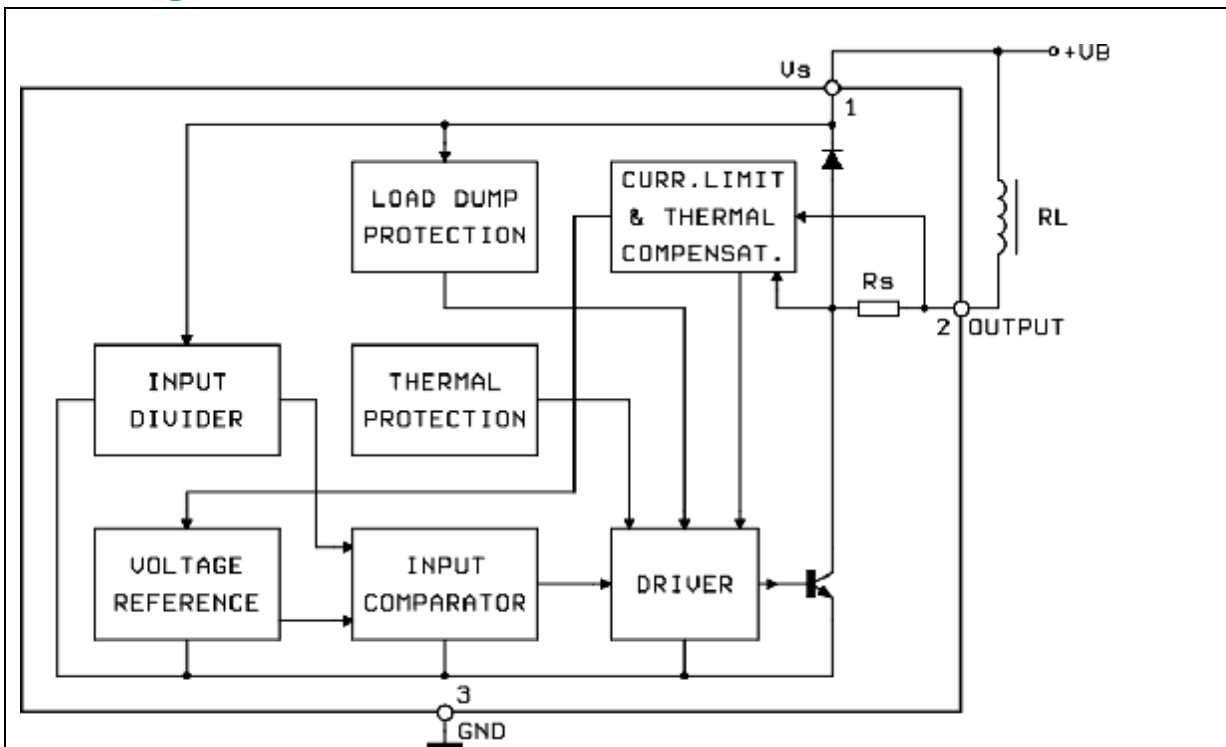 +VB
Vs
1
LOAD DUMP
PROTECTION
CURR.LIMIT
& THERMAL
COMPENSAT.
RL
Rs
2 OUTPUT
INPUT
DIVIDER
THERMAL
PROTECTION
VOLTAGE
REFERENCE
INPUT
COMPARATOR
DRIVER
3
GND